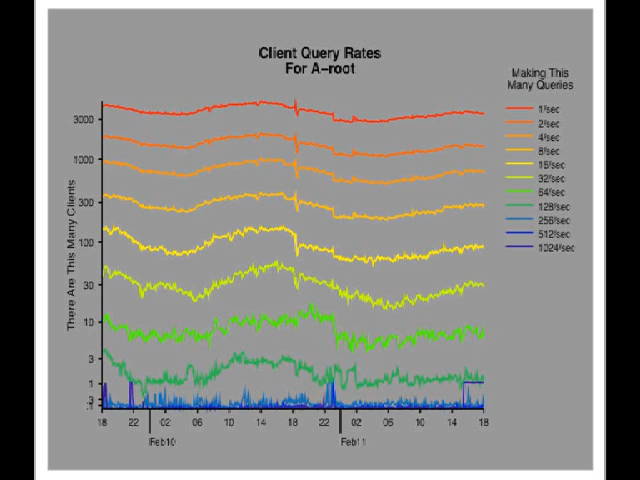 Client Query Rates
For A-root
Making This
Many Queries
1/sec
2/sec
4/sec
8/sec
16/sec
32/sec
64/sec
128/sec
256/sec
512/sec
1024/sec
There Are This Many Clients
3000
1000
300
100
30
10
3
1
.3
.1
18 22 02 06 10 14 18 22 02 06 10 14 18
Feb10 Feb11